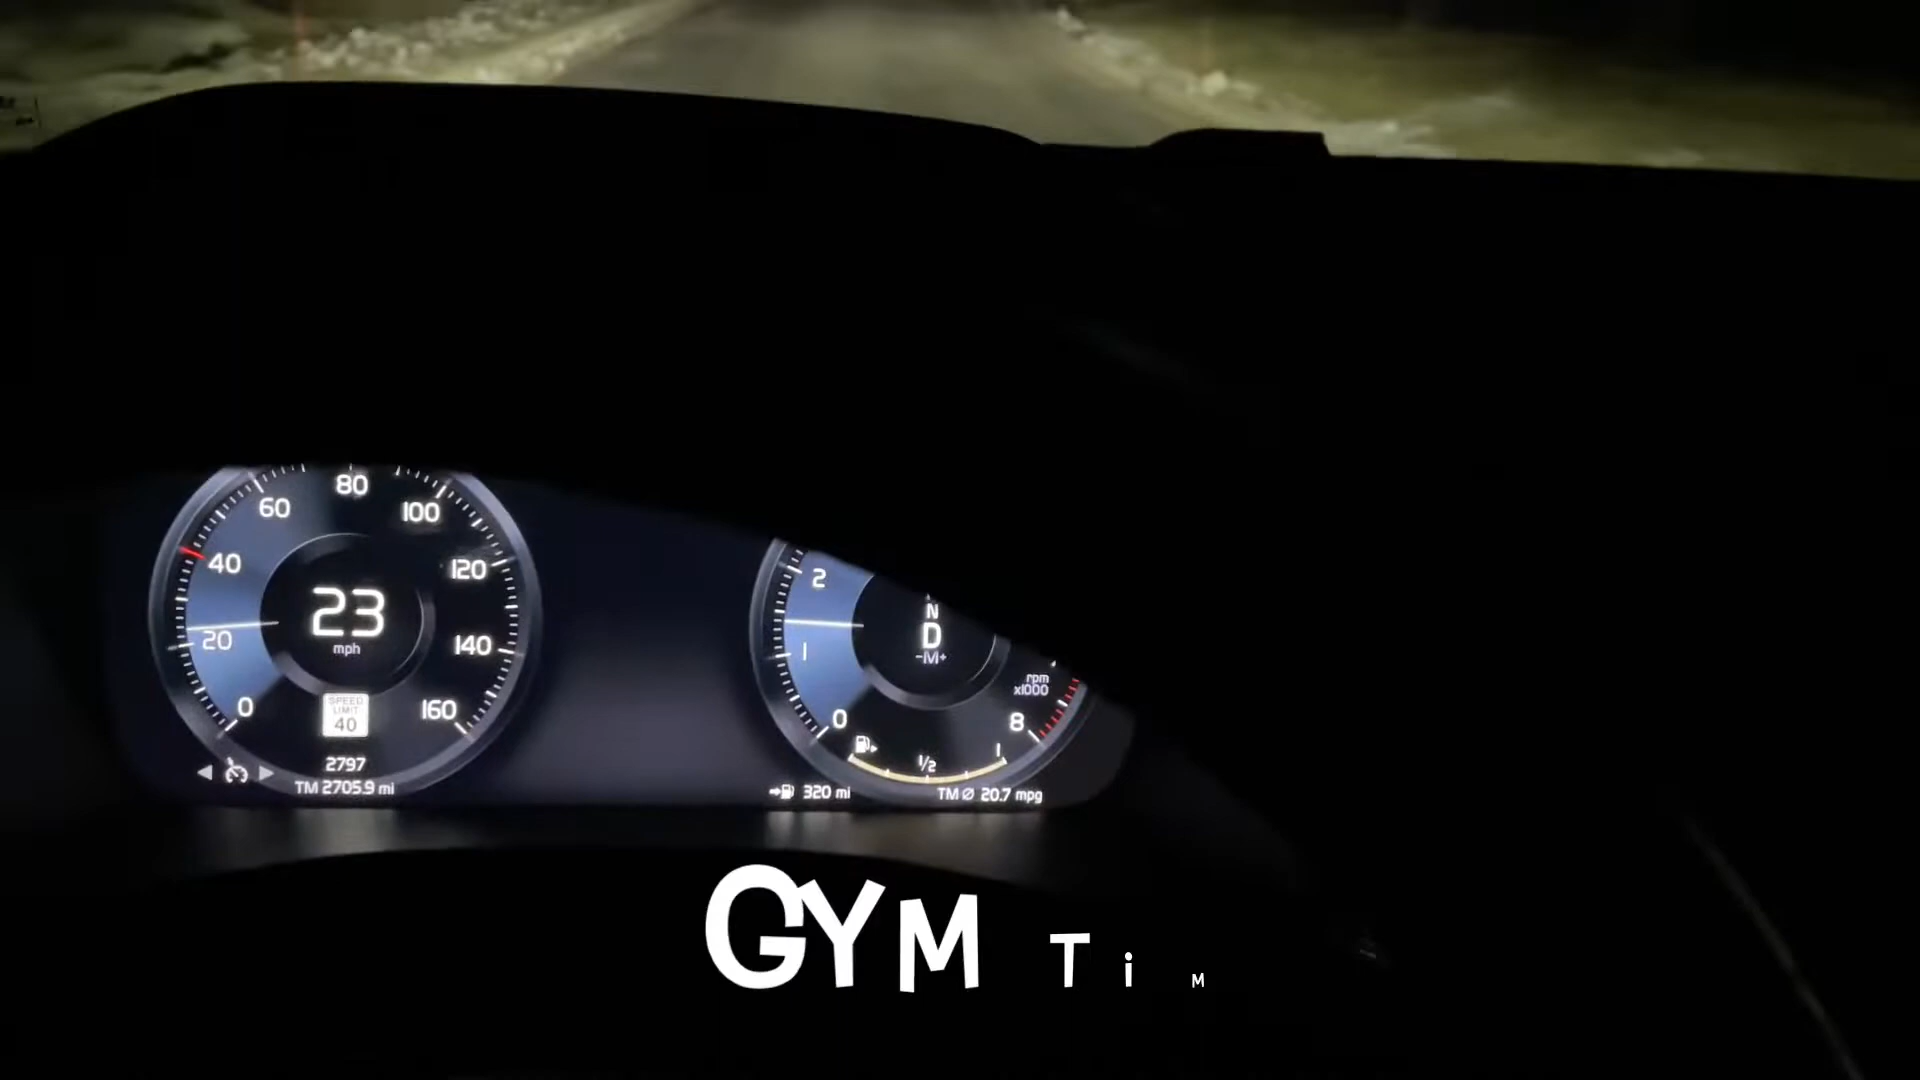 60 80 100
40 120
20 140
0 160
23
mph
SPEED
LIMIT
40
2797
TM 2705.9 mi
2
1
0
N
D
-M+
rpm
x1000
8
1/2
1
320 mi
TM Ø 20.7 mpg
GYM TiM